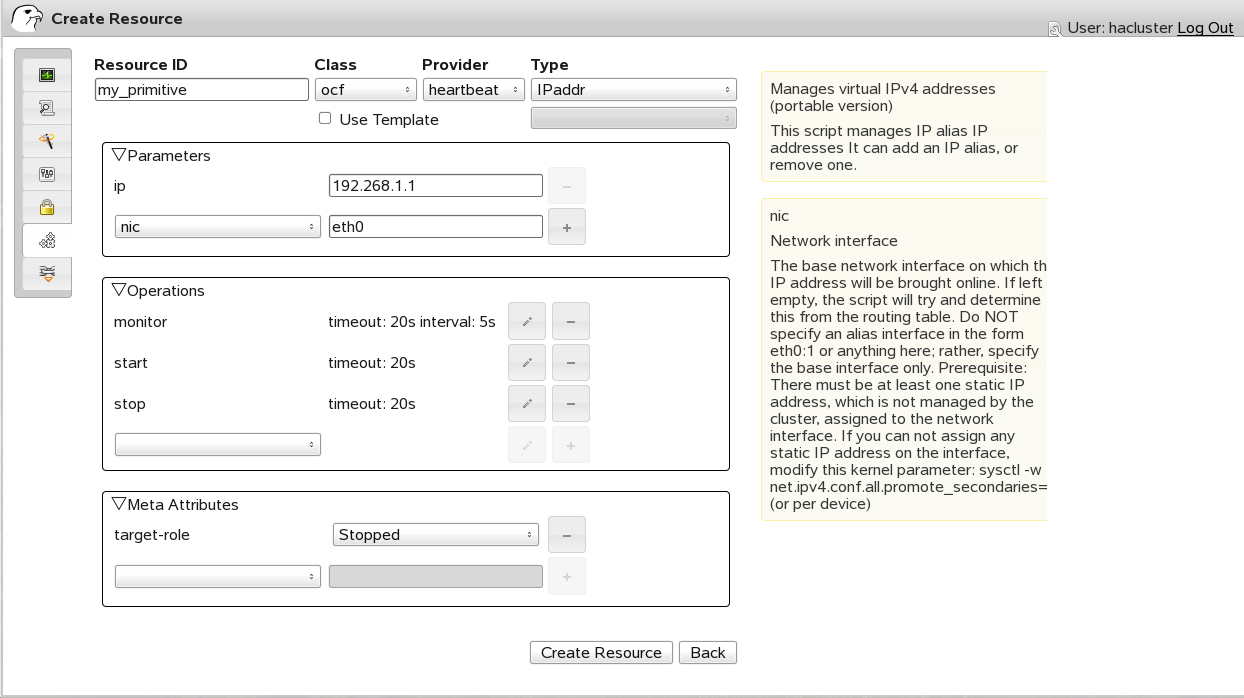 Create Resource
User: hacluster Log Out
Resource ID Class Provider Type
my_primitive ocf heartbeat IPaddr
Use Template
Parameters
ip 192.168.1.1
nic eth0
Operations
monitor timeout: 20s interval: 5s
start timeout: 20s
stop timeout: 20s
Meta Attributes
target-role Stopped
Create Resource Back
Manages virtual IPv4 addresses
(portable version)
This script manages IP alias IP
addresses It can add an IP alias, or
remove one.
nic
Network interface
The base network interface on which th
IP address will be brought online. If left
empty, the script will try and determine
this from the routing table. Do NOT
specify an alias interface in the form
eth0:1 or anything here; rather, specify
the base interface only. Prerequisite:
There must be at least one static IP
address, which is not managed by the
cluster, assigned to the network
interface. If you can not assign any
static IP address on the interface,
modify this kernel parameter: sysctl -w
net.ipv4.conf.all.promote_secondaries=
(or per device)